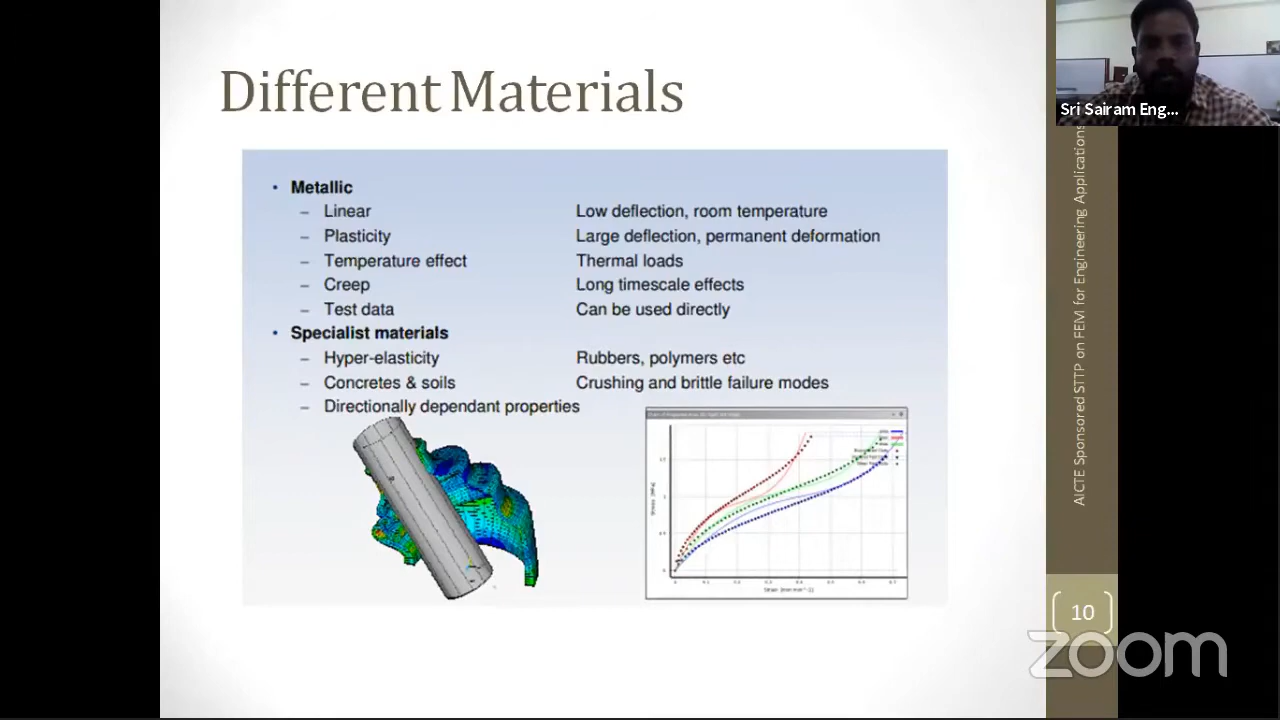 Different Materials
Sri Sairam Eng...
• Metallic
– Linear Low deflection, room temperature
– Plasticity Large deflection, permanent deformation
– Temperature effect Thermal loads
– Creep Long timescale effects
– Test data Can be used directly
• Specialist materials
– Hyper-elasticity Rubbers, polymers etc
– Concretes & soils Crushing and brittle failure modes
– Directionally dependant properties
AICTE Sponsored STTP on FEM for Engineering Applications
10
zoom